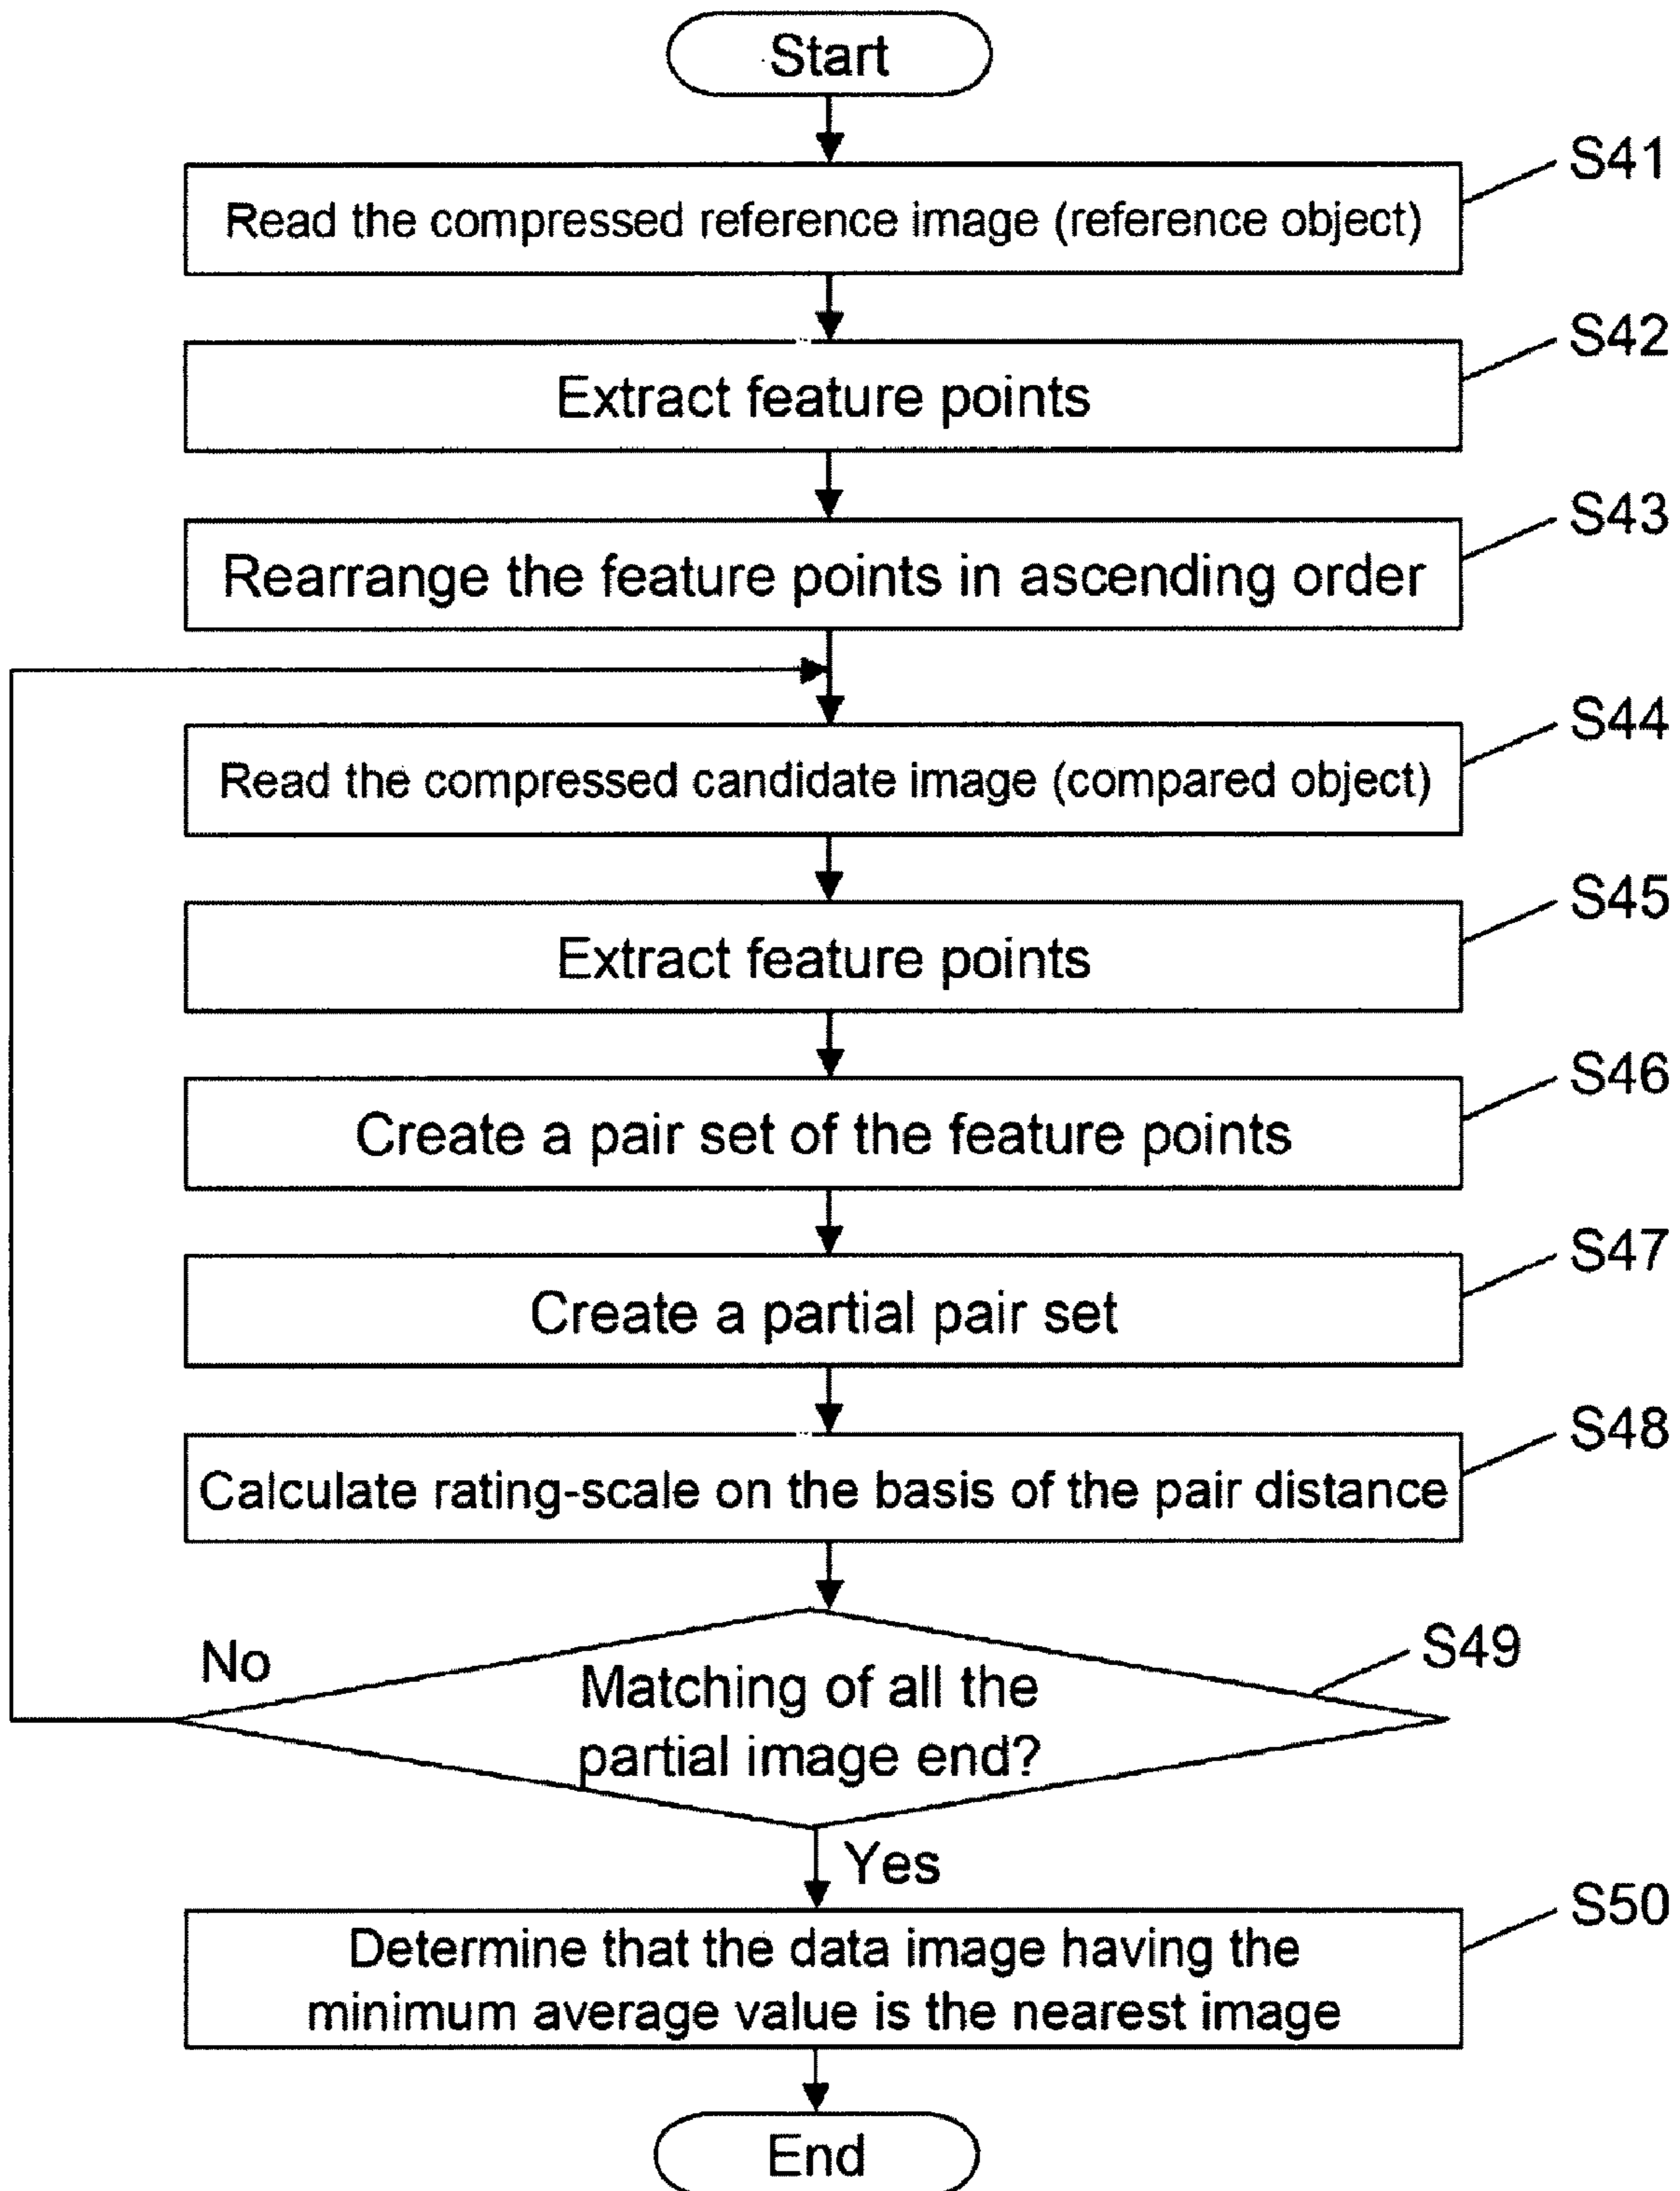 Start
S41
Read the compressed reference image (reference object)
S42
Extract feature points
S43
Rearrange the feature points in ascending order
S44
Read the compressed candidate image (compared object)
S45
Extract feature points
S46
Create a pair set of the feature points
S47
Create a partial pair set
S48
Calculate rating-scale on the basis of the pair distance
No
S49
Matching of all the
partial image end?
Yes
S50
Determine that the data image having the
minimum average value is the nearest image
End